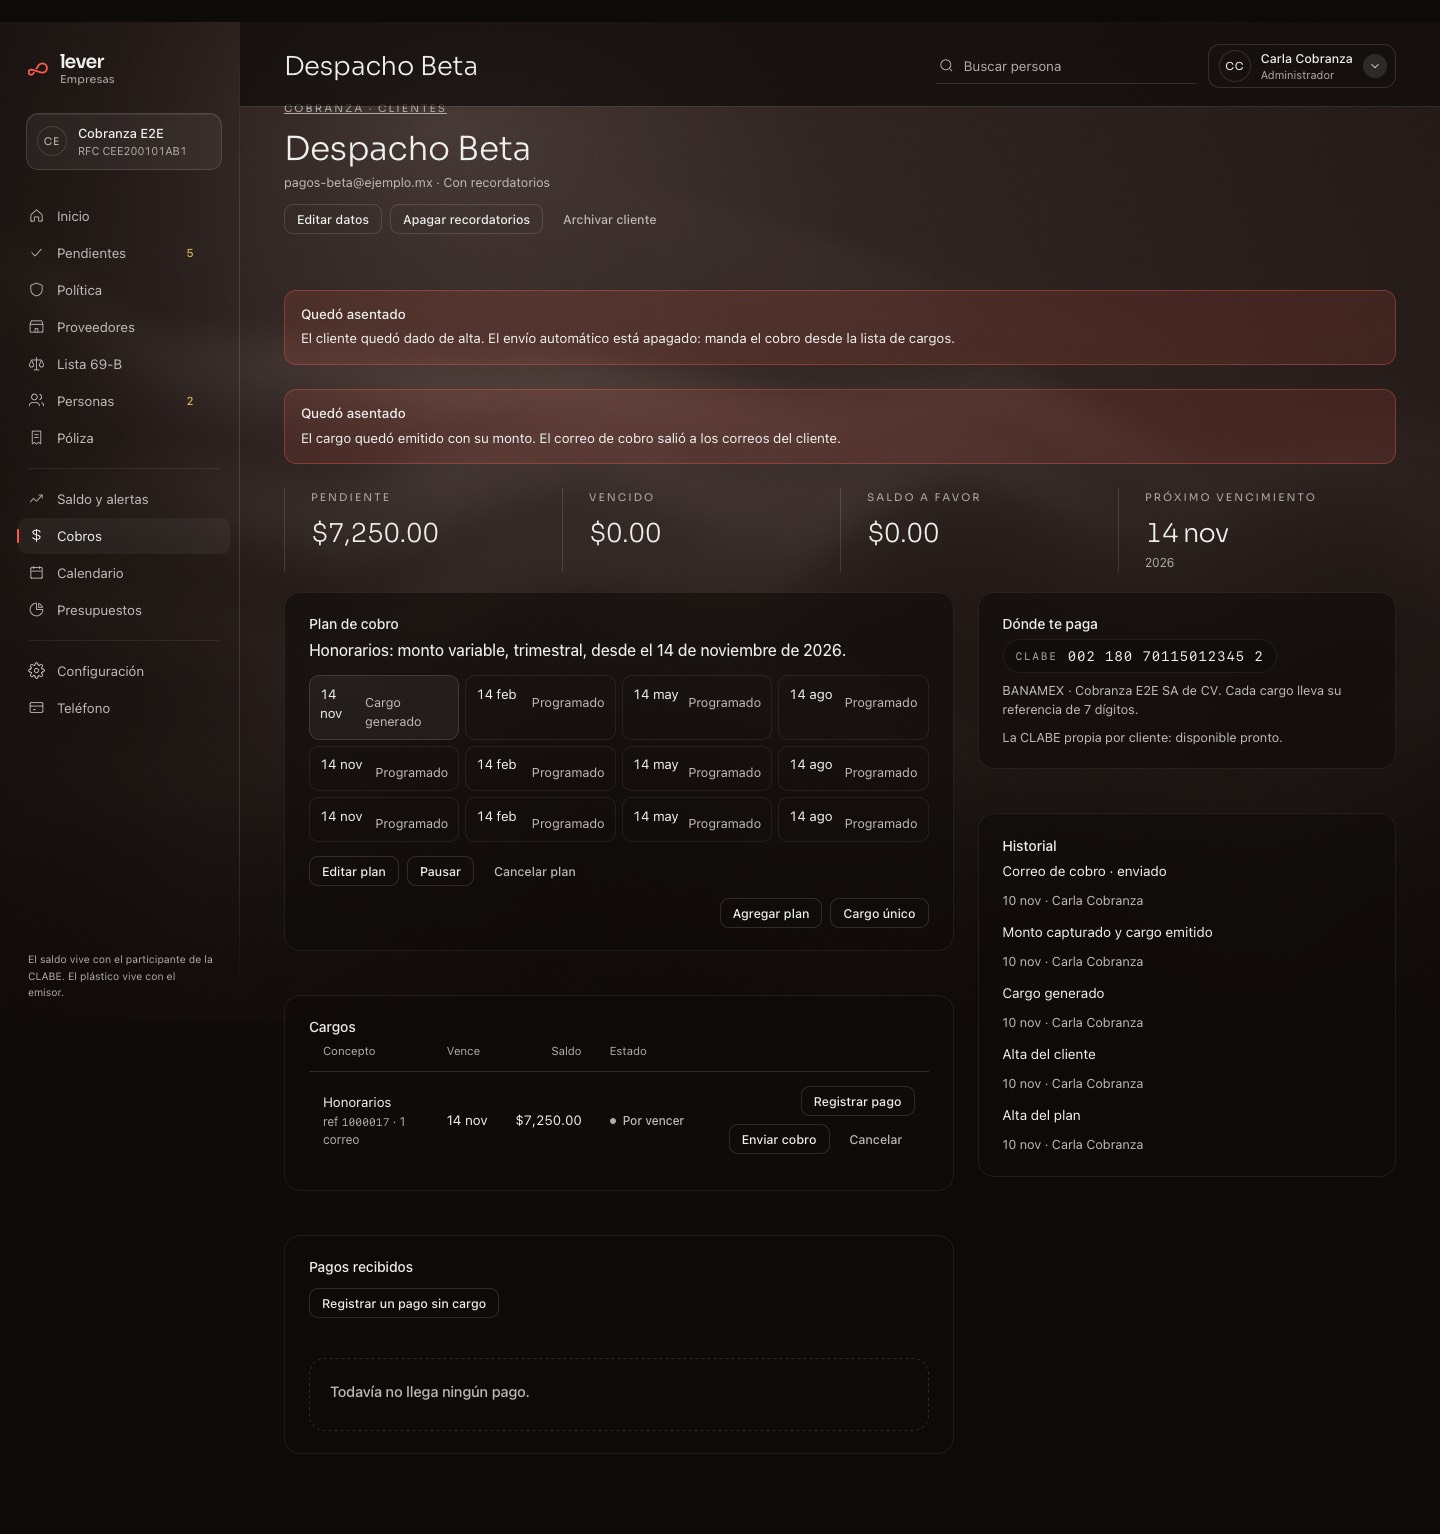 lever
Empresas
CE
Cobranza E2E
RFC CEE200101AB1
Inicio
Pendientes 5
Política
Proveedores
Lista 69-B
Personas 2
Póliza
Saldo y alertas
Cobros
Calendario
Presupuestos
Configuración
Teléfono
El saldo vive con el participante de la
CLABE. El plástico vive con el
emisor.
Despacho Beta
Buscar persona
CC
Carla Cobranza
Administrador
COBRANZA · CLIENTES
Despacho Beta
pagos-beta@ejemplo.mx · Con recordatorios
Editar datos Apagar recordatorios Archivar cliente
Quedó asentado
El cliente quedó dado de alta. El envío automático está apagado: manda el cobro desde la lista de cargos.
Quedó asentado
El cargo quedó emitido con su monto. El correo de cobro salió a los correos del cliente.
PENDIENTE
$7,250.00
VENCIDO
$0.00
SALDO A FAVOR
$0.00
PRÓXIMO VENCIMIENTO
14 nov
2026
Plan de cobro
Honorarios: monto variable, trimestral, desde el 14 de noviembre de 2026.
14
nov
Cargo
generado
14 feb Programado
14 may Programado
14 ago Programado
14 nov Programado
14 feb Programado
14 may Programado
14 ago Programado
14 nov Programado
14 feb Programado
14 may Programado
14 ago Programado
Editar plan Pausar Cancelar plan
Agregar plan Cargo único
Cargos
Concepto Vence Saldo Estado
Honorarios
ref 1000017 · 1
correo
14 nov $7,250.00 Por vencer
Registrar pago
Enviar cobro Cancelar
Pagos recibidos
Registrar un pago sin cargo
Todavía no llega ningún pago.
Dónde te paga
CLABE 002 180 70115012345 2
BANAMEX · Cobranza E2E SA de CV. Cada cargo lleva su
referencia de 7 dígitos.
La CLABE propia por cliente: disponible pronto.
Historial
Correo de cobro · enviado
10 nov · Carla Cobranza
Monto capturado y cargo emitido
10 nov · Carla Cobranza
Cargo generado
10 nov · Carla Cobranza
Alta del cliente
10 nov · Carla Cobranza
Alta del plan
10 nov · Carla Cobranza